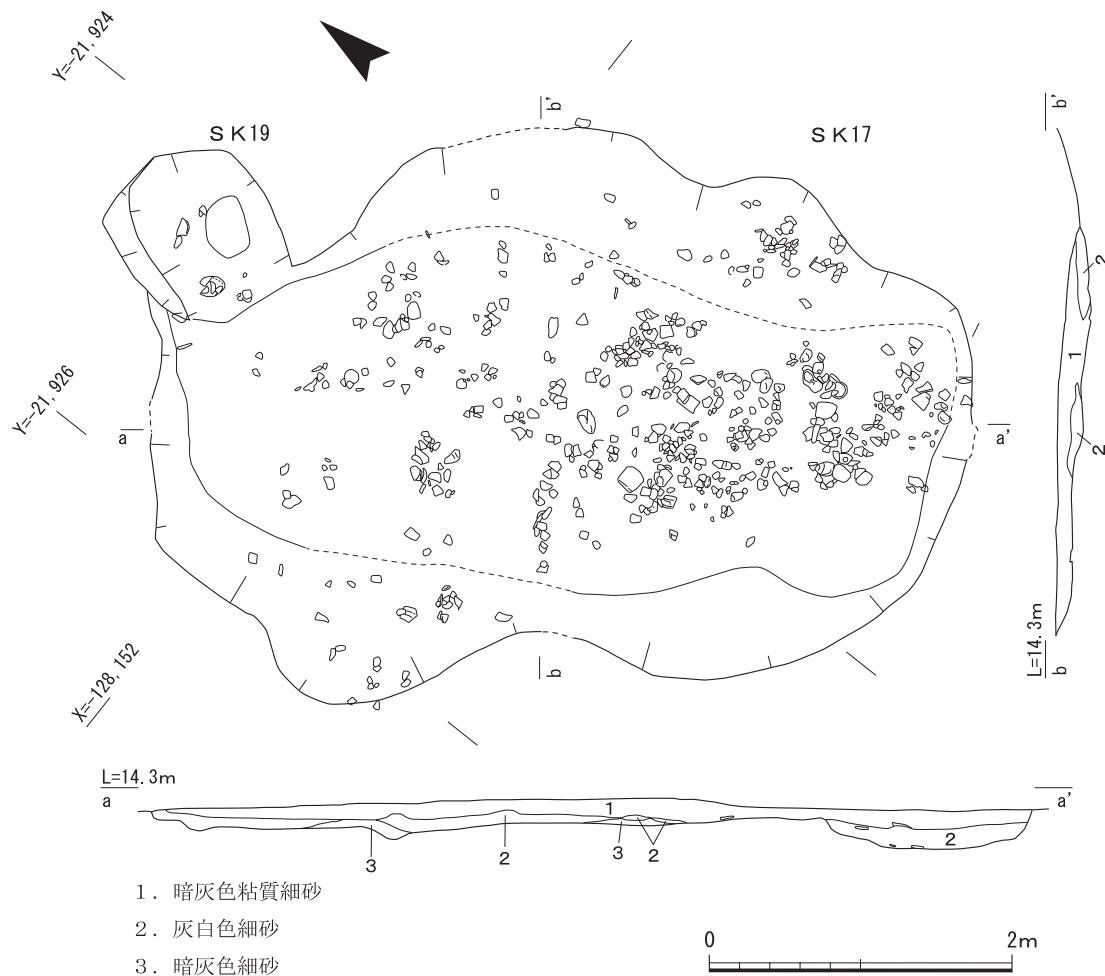 Y=-21,924
SK19
b'
SK17
b'
2
1
2
Y=-21,926
a
a'
L=14.3m
b
b
X=-128,152
L=14.3m
a
a'
1
2
3
2
3
2
1. 暗灰色粘質細砂
2. 灰白色細砂
3. 暗灰色細砂
0
2m